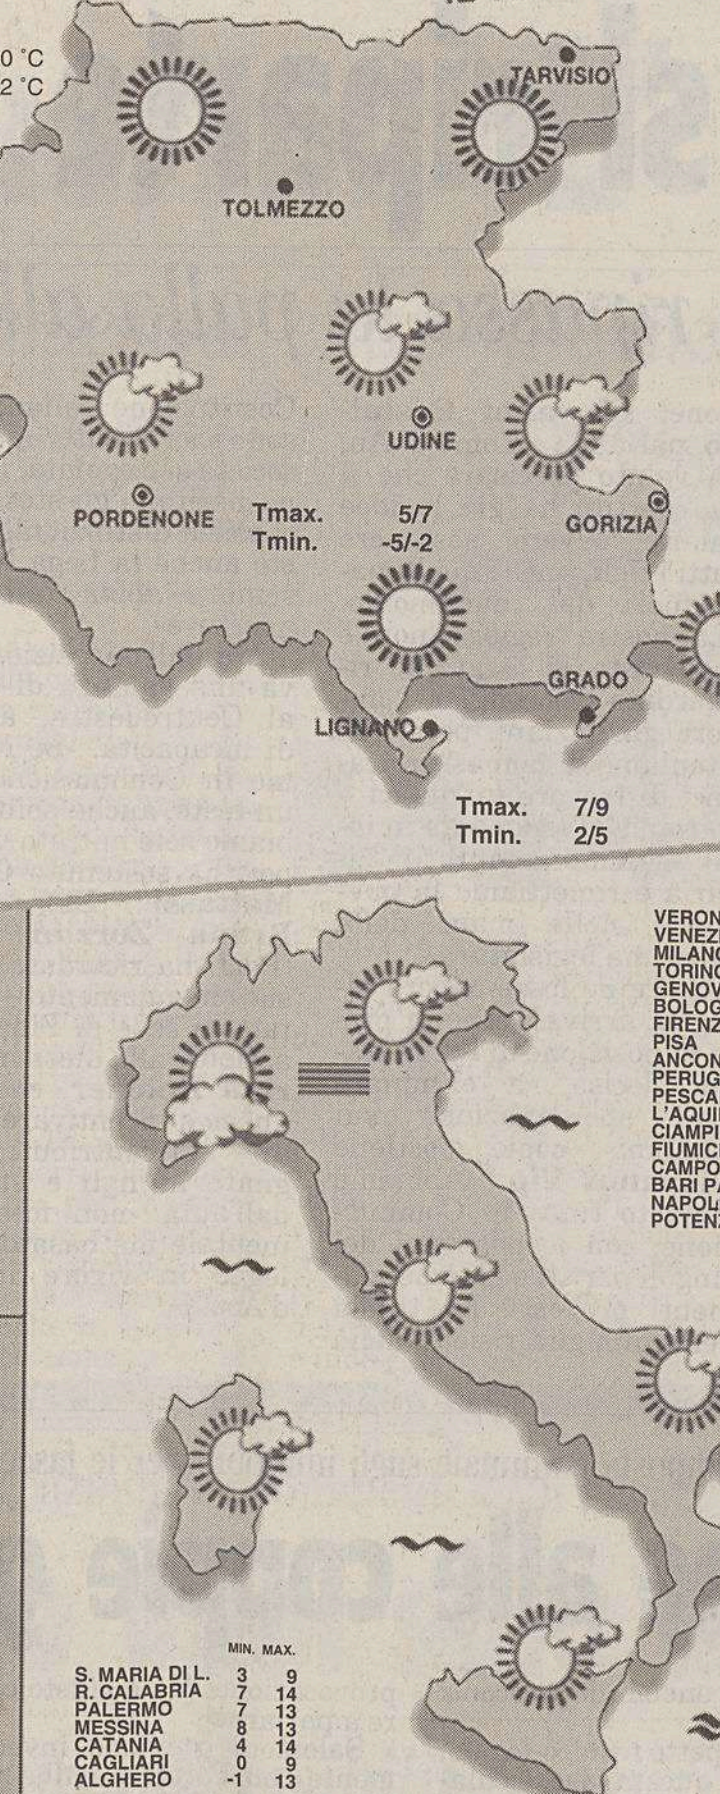 0 °C
2 °C
TARVISIO
TOLMEZZO
UDINE
PORDENONE
GORIZIA
Tmax. 5/7
Tmin. -5/-2
GRADO
LIGNANO
Tmax. 7/9
Tmin. 2/5
VERON
VENEZI
MILANO
TORINO
GENOV
BOLOG
FIRENZ
PISA
ANCON
PERUG
PESCA
L'AQUI
CIAMPI
FIUMICI
CAMPO
BARI PA
NAPOL
POTENZ
MIN. MAX.
S. MARIA DI L. 3 9
R. CALABRIA 7 14
PALERMO 7 13
MESSINA 8 13
CATANIA 4 14
CAGLIARI 0 9
ALGHERO -1 13